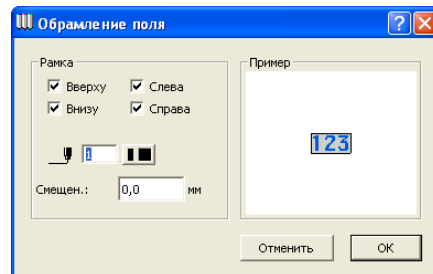 Обрамление поля
Рамка
Вверху Слева
Внизу Справа
1
Смещен.: 0,0 мм
Пример
123
Отменить OK